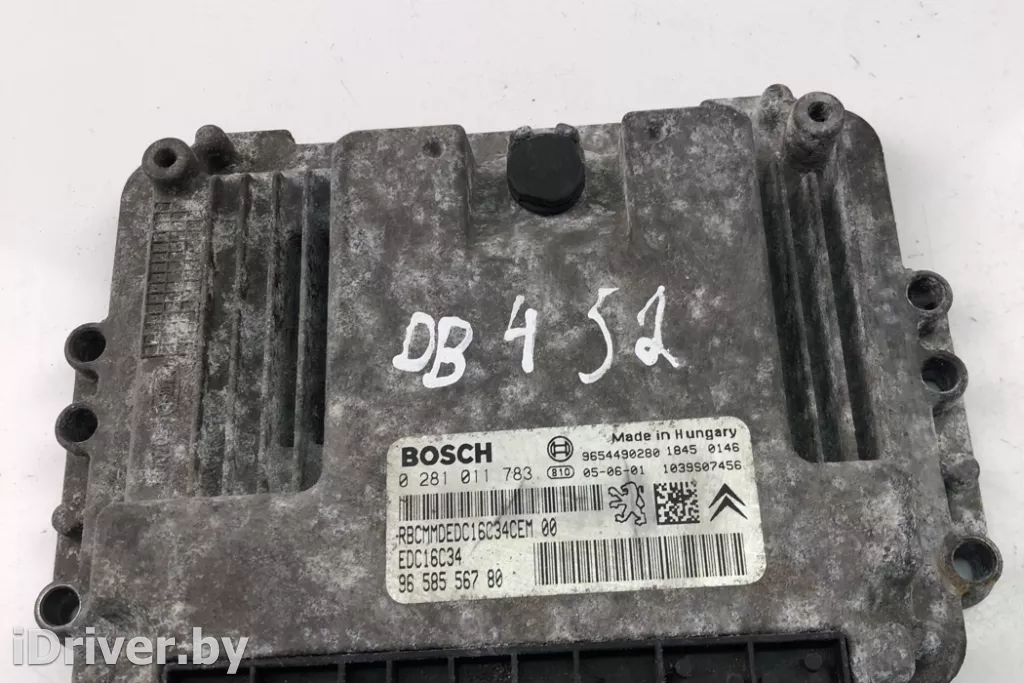 DB 4 52
BOSCH
Made in Hungary
9654490280 1845 0146
0 281 011 783 810 05-06-01 1039S07456
RBCMMDEDC16C34CEM 00
EDC16C34
96 585 567 80
iDriver.by